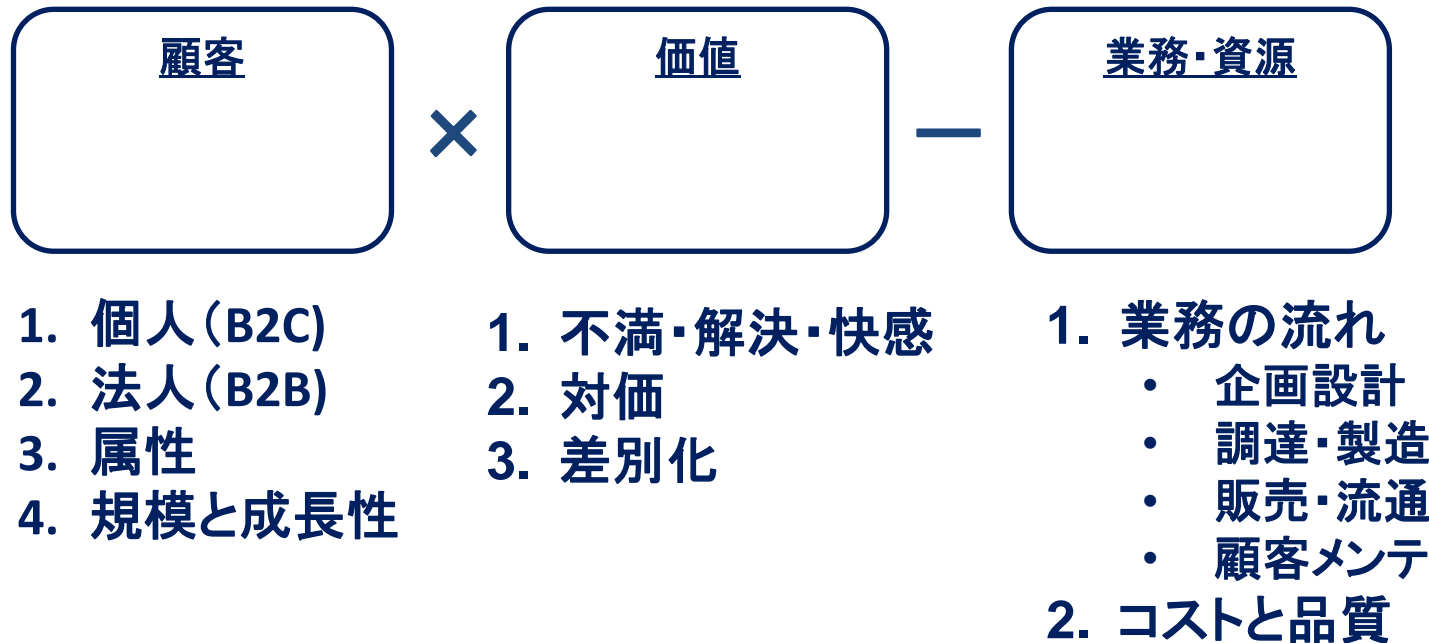 顧客
×
価値
－
業務・資源
1. 個人（B2C)
2. 法人（B2B)
3. 属性
4. 規模と成長性
1. 不満・解決・快感
2. 対価
3. 差別化
1. 業務の流れ
• 企画設計
• 調達・製造
• 販売・流通
• 顧客メンテ
2. コストと品質